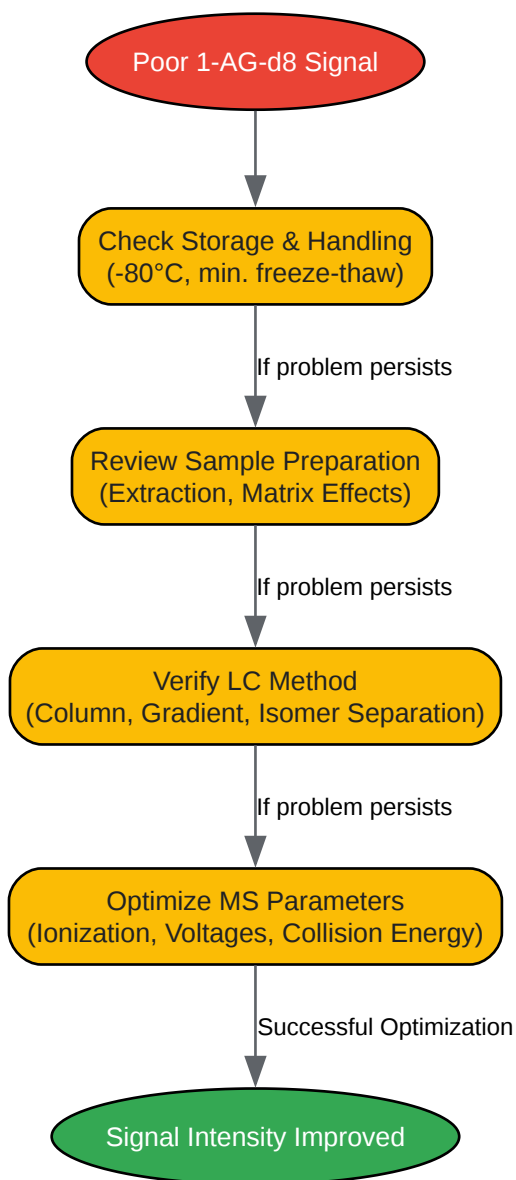 Poor 1-AG-d8 Signal
Check Storage & Handling
(-80°C, min. freeze-thaw)
If problem persists
Review Sample Preparation
(Extraction, Matrix Effects)
If problem persists
Verify LC Method
(Column, Gradient, Isomer Separation)
If problem persists
Optimize MS Parameters
(Ionization, Voltages, Collision Energy)
Successful Optimization
Signal Intensity Improved